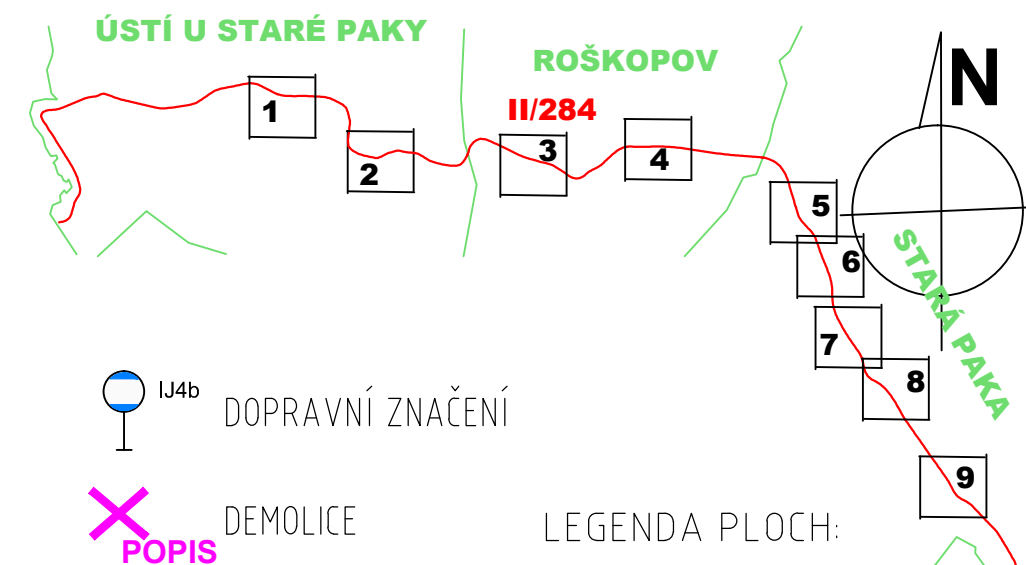 ÚSTÍ U STARÉ PAKY
ROŠKOPOV
N
II/284
1
2
3
4
5
6
STARÁ PAKA
7
8
9
IJ4b
DOPRAVNÍ ZNAČENÍ
DEMOLICE
POPIS
LEGENDA PLOCH: